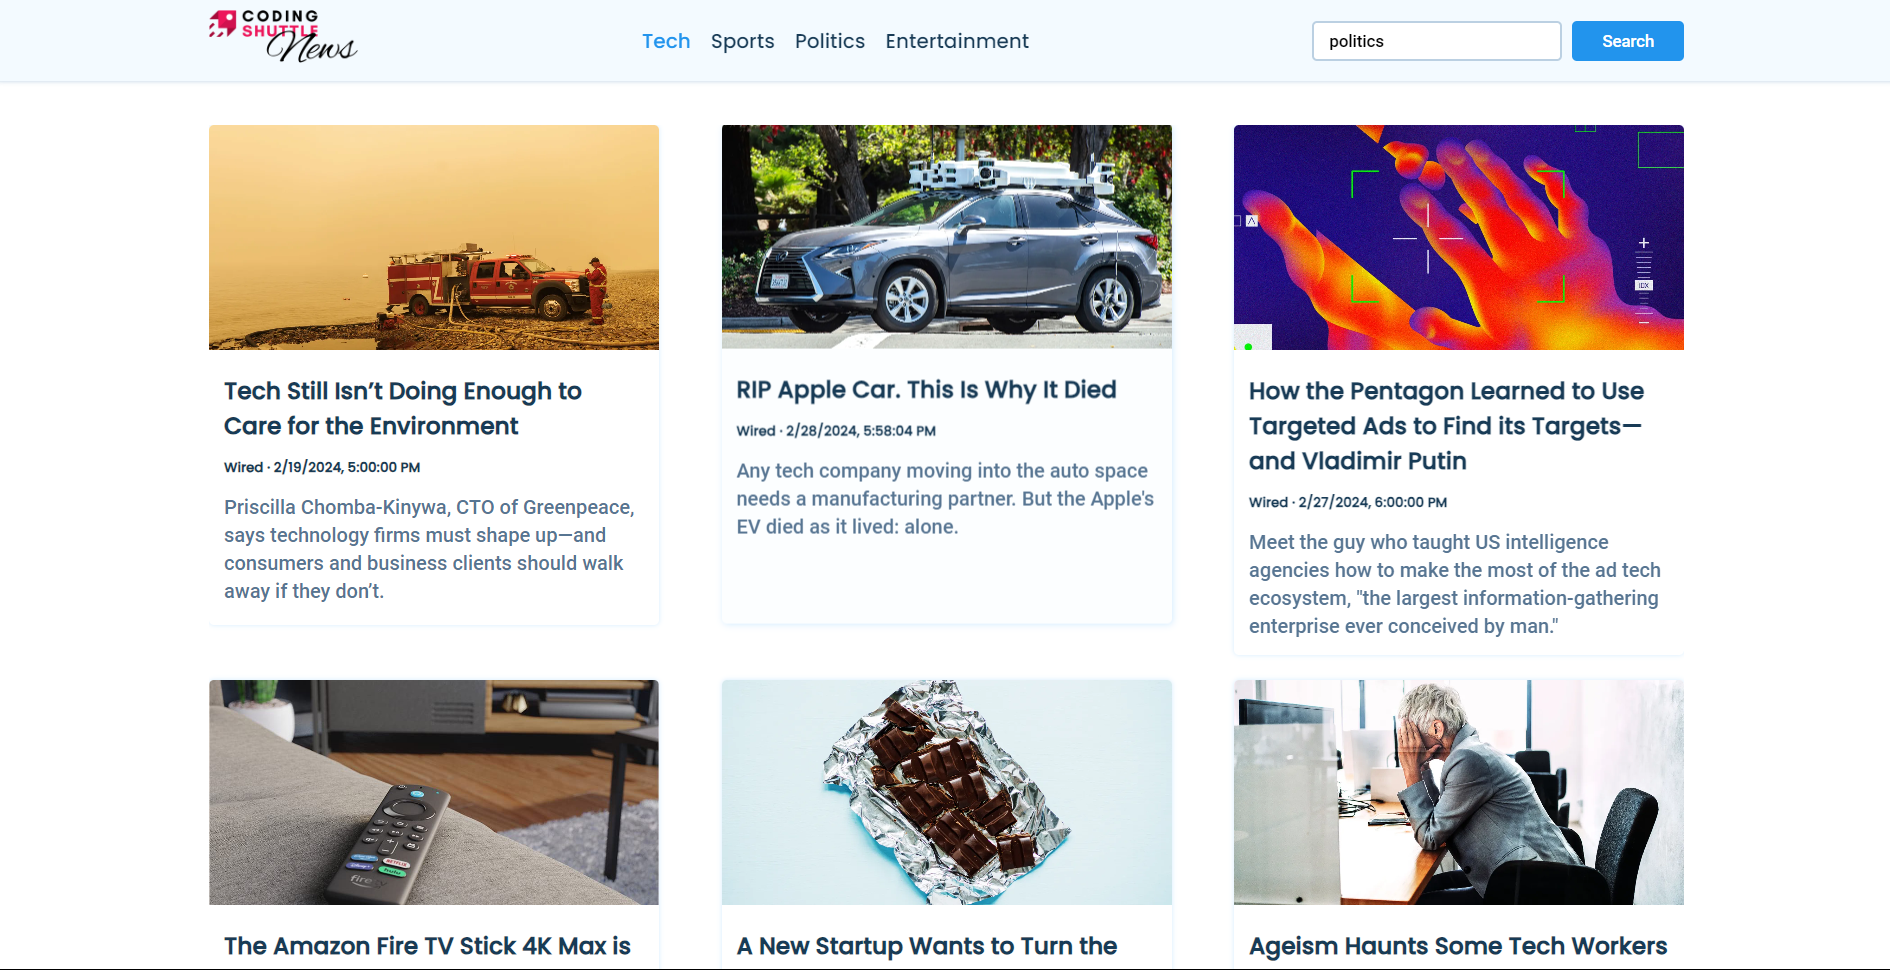 CODING
SHUTTLE
News
Tech Sports Politics Entertainment
politics
Search
Tech Still Isn’t Doing Enough to
Care for the Environment
Wired · 2/19/2024, 5:00:00 PM
Priscilla Chomba-Kinywa, CTO of Greenpeace,
says technology firms must shape up—and
consumers and business clients should walk
away if they don’t.
RIP Apple Car. This Is Why It Died
Wired · 2/28/2024, 5:58:04 PM
Any tech company moving into the auto space
needs a manufacturing partner. But the Apple's
EV died as it lived: alone.
How the Pentagon Learned to Use
Targeted Ads to Find its Targets—
and Vladimir Putin
Wired · 2/27/2024, 6:00:00 PM
Meet the guy who taught US intelligence
agencies how to make the most of the ad tech
ecosystem, "the largest information-gathering
enterprise ever conceived by man."
The Amazon Fire TV Stick 4K Max is
A New Startup Wants to Turn the
Ageism Haunts Some Tech Workers